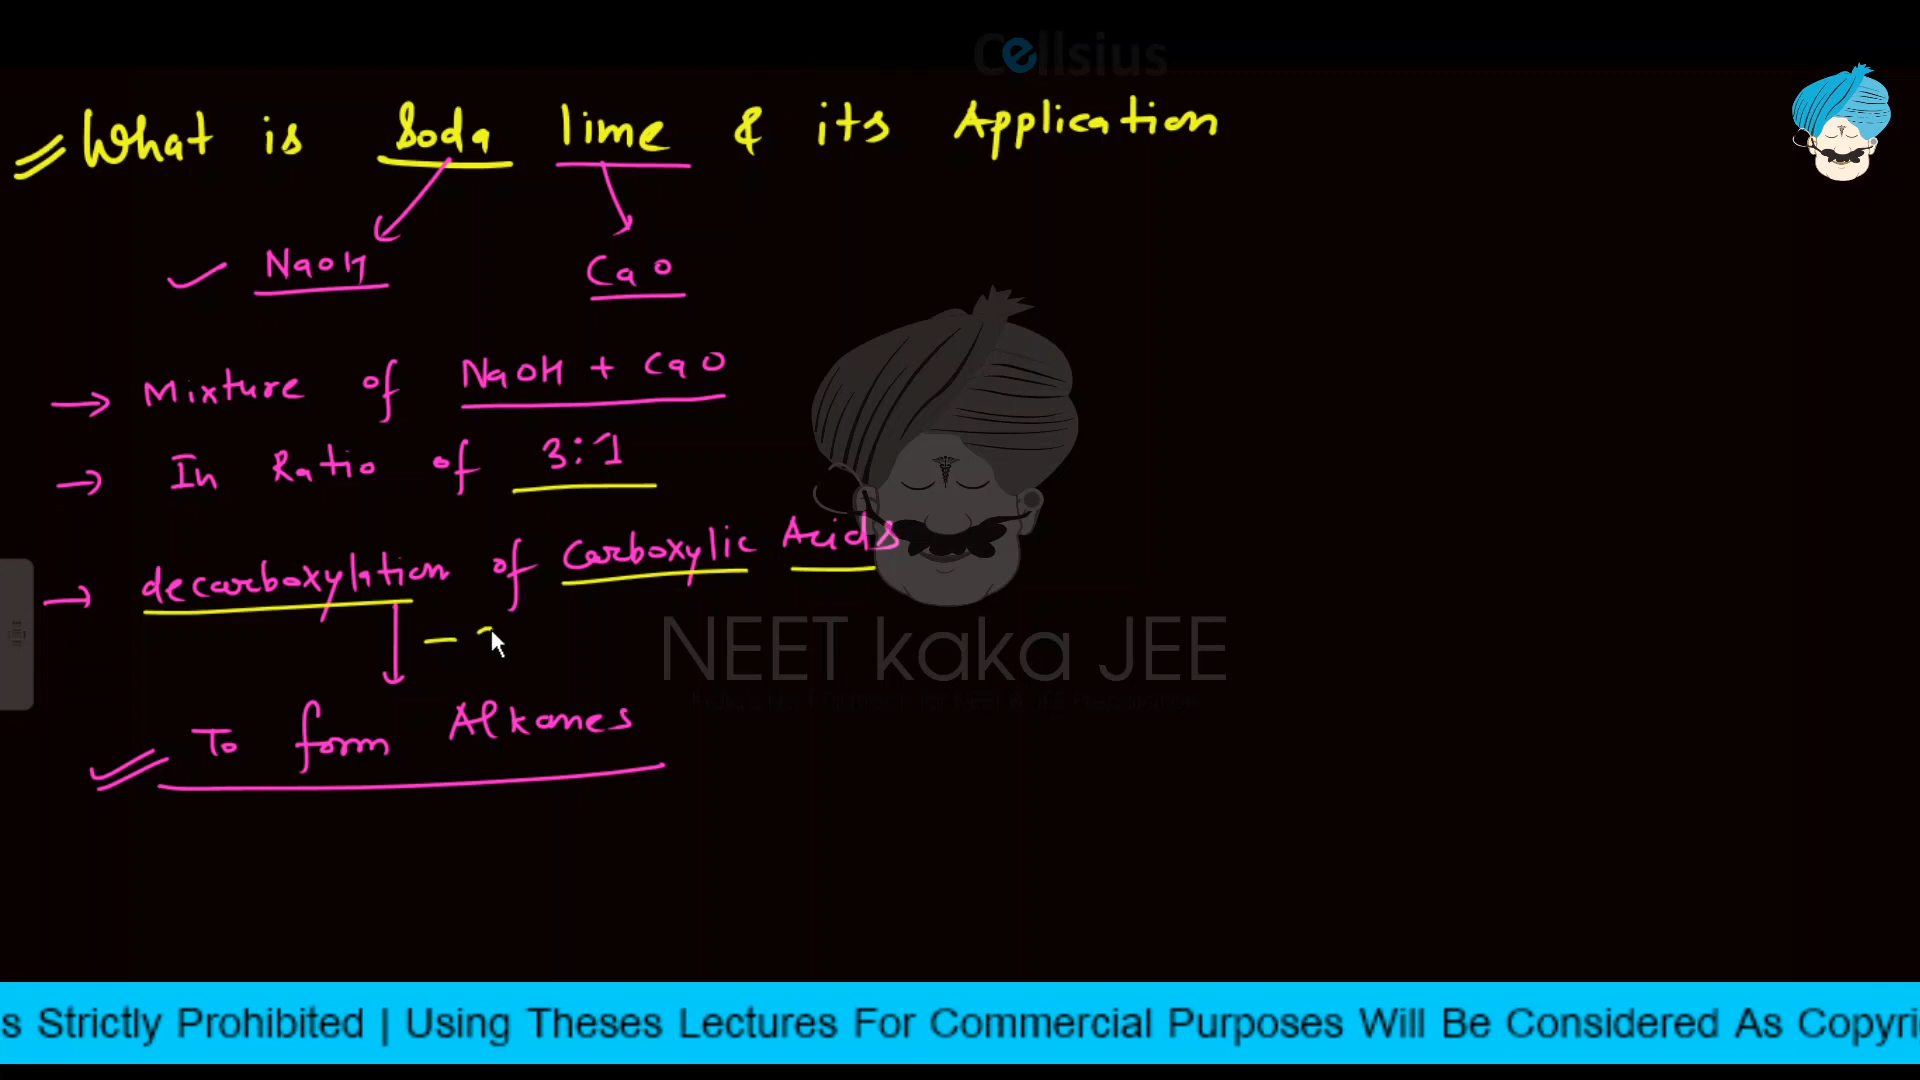 Cellsius
What is Soda lime & its Application
NaOH CaO
→ Mixture of NaOH + CaO
→ In Ratio of 3:1
→ decarboxylation of Carboxylic Acids
To form Alkanes
NEET kaka JEE
s Strictly Prohibited | Using Theses Lectures For Commercial Purposes Will Be Considered As Copyri